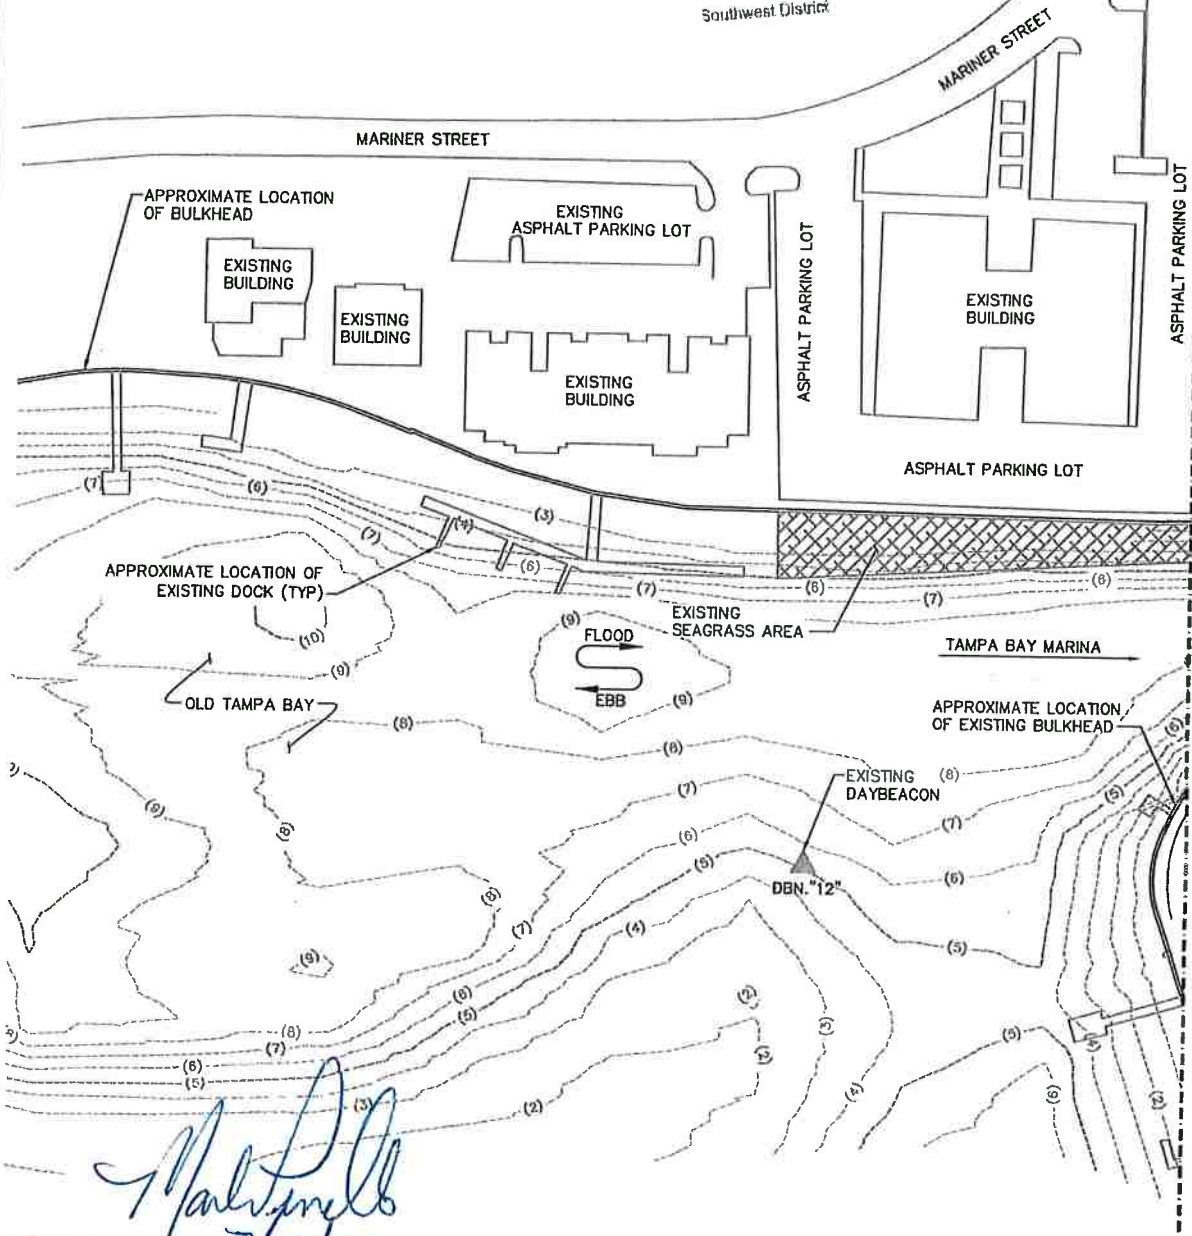 Southwest District
MARINER STREET
MARINER STREET
APPROXIMATE LOCATION
OF BULKHEAD
EXISTING
ASPHALT PARKING LOT
ASPHALT PARKING LOT
ASPHALT PARKING LOT
EXISTING
BUILDING
EXISTING
BUILDING
EXISTING
BUILDING
EXISTING
BUILDING
ASPHALT PARKING LOT
(7)
(6)
(3)
(4)
(7)
(6)
(7)
(6)
(7)
(6)
APPROXIMATE LOCATION OF
EXISTING DOCK (TYP)
EXISTING
SEAGRASS AREA
(10)
(9)
(9)
FLOOD
EBB
(9)
TAMPA BAY MARINA
OLD TAMPA BAY
APPROXIMATE LOCATION
OF EXISTING BULKHEAD
(8)
(8)
(8)
(6)
EXISTING
DAYBEACON
(9)
(8)
(7)
(5)
(7)
(6)
(5)
DBN."12"
(6)
(8)
(7)
(4)
(5)
(9)
(6)
(5)
(2)
(3)
(2)
(4)
(5)
(4)
(6)
(2)
(8)
(7)
(6)
(5)
(3)
(2)